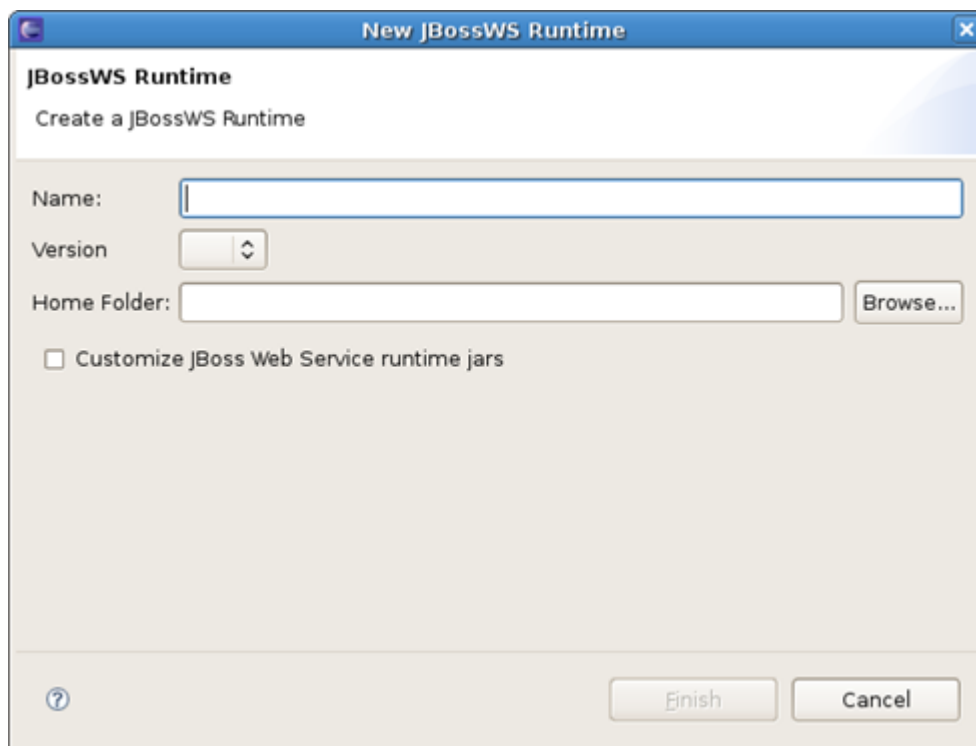 New JBossWS Runtime
JBossWS Runtime
Create a JBossWS Runtime
Name:
Version
Home Folder:
Browse...
Customize JBoss Web Service runtime jars
?
Finish
Cancel